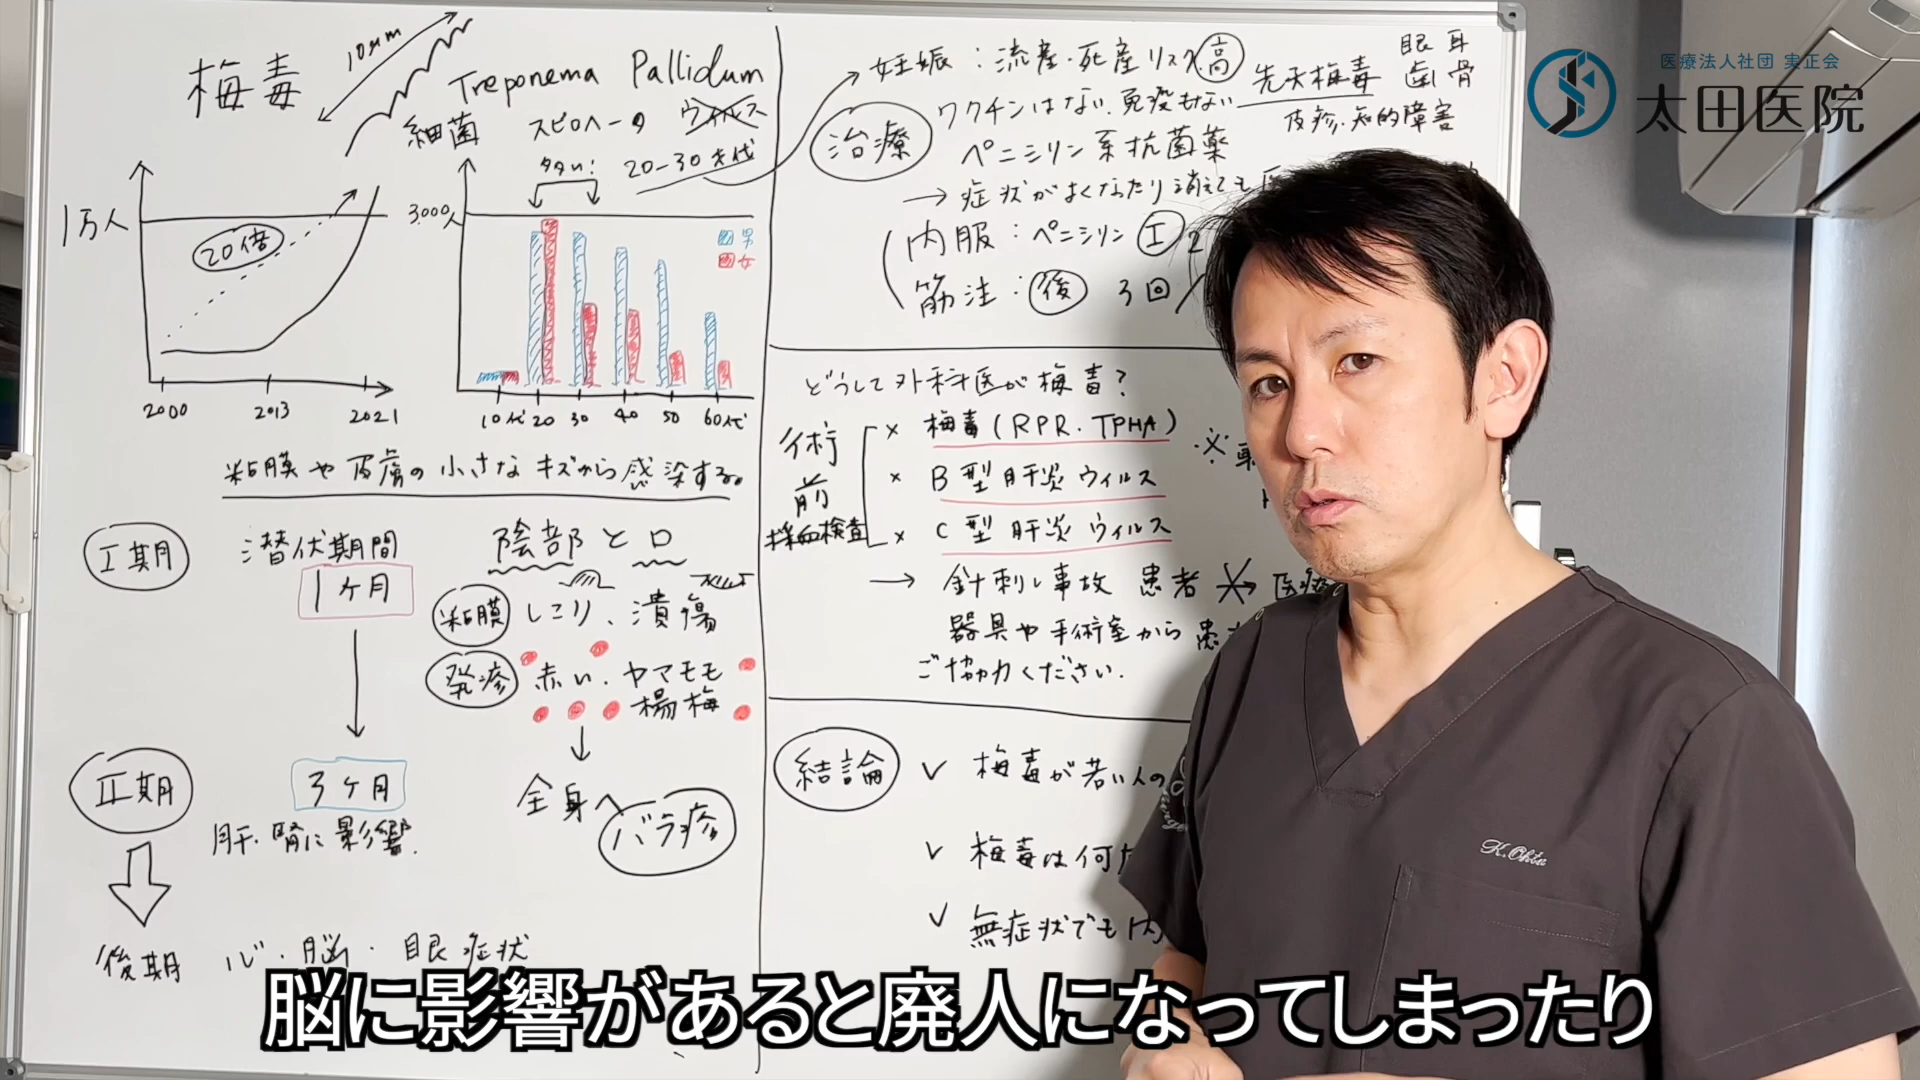 医療法人社団 実正会
太田医院
梅毒
10μm
Treponema Pallidum
細菌 スピロヘータ ウイルス
多い! 20-30才代
1万人
20倍
2000 2013 2021
3000人
男
女
10代 20 30 40 50 60代
粘膜や皮膚の小さなキズから感染する。
I期
潜伏期間
1ヶ月
陰部と口
粘膜 しこり、潰瘍
発疹 赤い、ヤマモモ
楊梅
II期
3ヶ月
肝・腎に影響
全身
バラ疹
後期 心・脳・眼症状
妊娠:流産・死産リスク高
先天梅毒
眼 耳
歯 骨
皮疹・知的障害
ワクチンはない、免疫もない
治療
ペニシリン系抗菌薬
→ 症状がよくなたり消えても
内服:ペニシリン I 2
筋注:後 3回
どうして外科医が梅毒?
術前
採血検査
× 梅毒(RPR.TPHA)
× B型肝炎ウィルス
× C型肝炎ウィルス
※
→ 針刺し事故 患者 医療
器具や手術室から患
ご協力ください.
結論
✓ 梅毒が若い人の
✓ 梅毒は何
✓ 無症状でも内
K.Ohta
脳に影響があると廃人になってしまったり